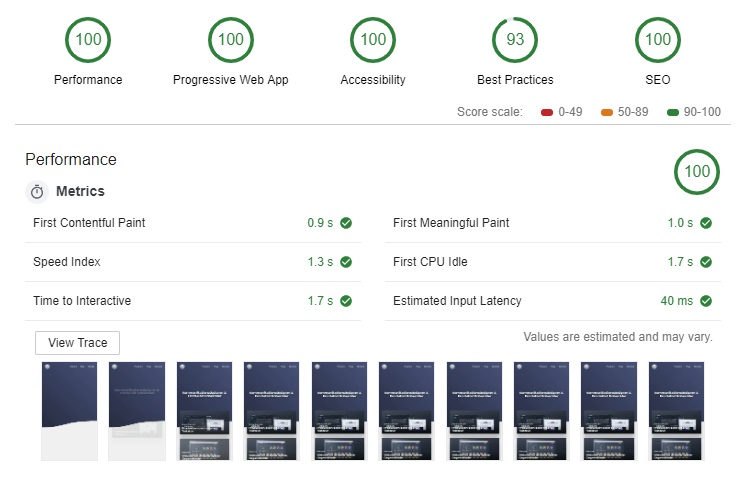 100 100 100 93 100
Performance Progressive Web App Accessibility Best Practices SEO
Score scale: 0-49 50-89 90-100
Performance 100
Metrics
First Contentful Paint 0.9 s First Meaningful Paint 1.0 s
Speed Index 1.3 s First CPU Idle 1.7 s
Time to Interactive 1.7 s Estimated Input Latency 40 ms
View Trace Values are estimated and may vary.